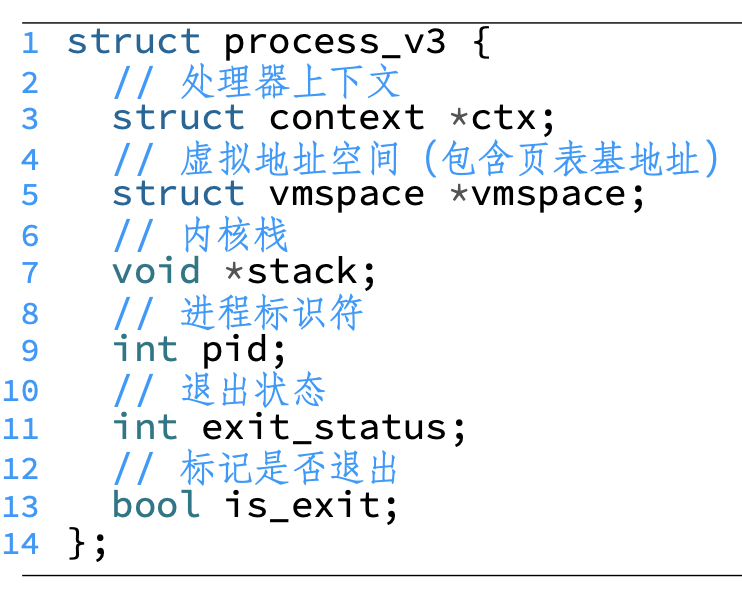 1 struct process_v3 {
2 // 处理器上下文
3 struct context *ctx;
4 // 虚拟地址空间（包含页表基地址）
5 struct vmspace *vmspace;
6 // 内核栈
7 void *stack;
8 // 进程标识符
9 int pid;
10 // 退出状态
11 int exit_status;
12 // 标记是否退出
13 bool is_exit;
14 };